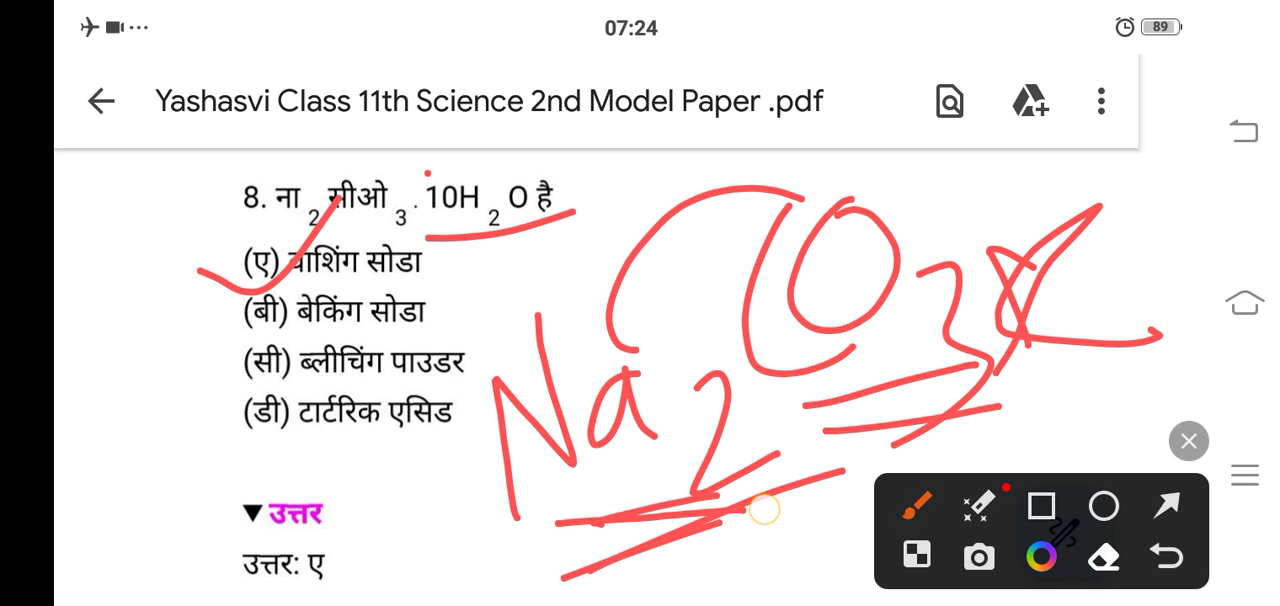 07:24
89
Yashasvi Class 11th Science 2nd Model Paper .pdf
8. ना 2 सीओ 3 . 10H 2 O है
(ए) वाशिंग सोडा
(बी) बेकिंग सोडा
(सी) ब्लीचिंग पाउडर
(डी) टार्टरिक एसिड
Na2CO3
▼ उत्तर
उत्तर: ए